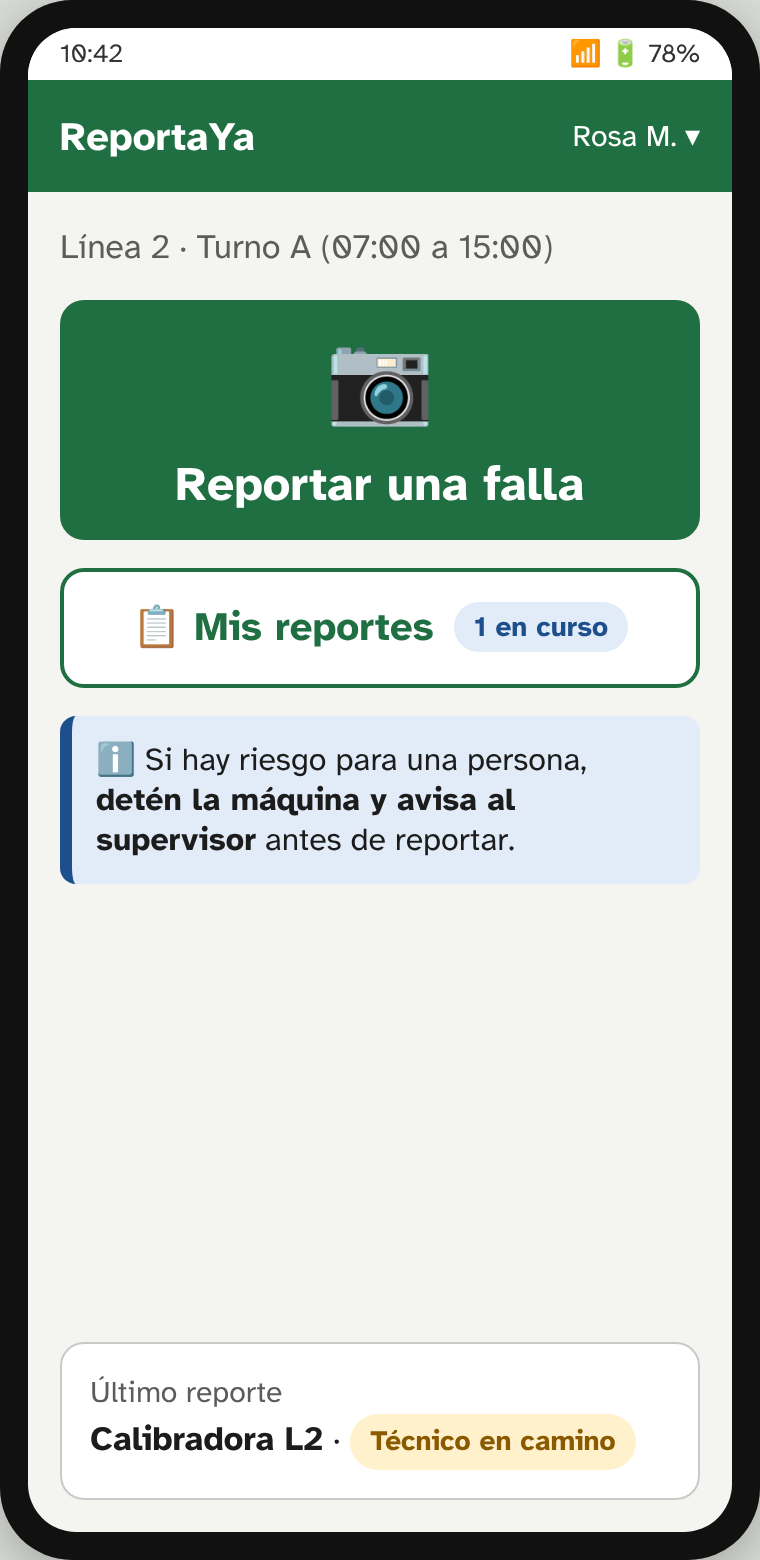 10:42 📶 🔋 78%
ReportaYa Rosa M. ▼
Línea 2 · Turno A (07:00 a 15:00)
Reportar una falla
📋 Mis reportes 1 en curso
ℹ️ Si hay riesgo para una persona,
detén la máquina y avisa al
supervisor antes de reportar.
Último reporte
Calibradora L2 · Técnico en camino